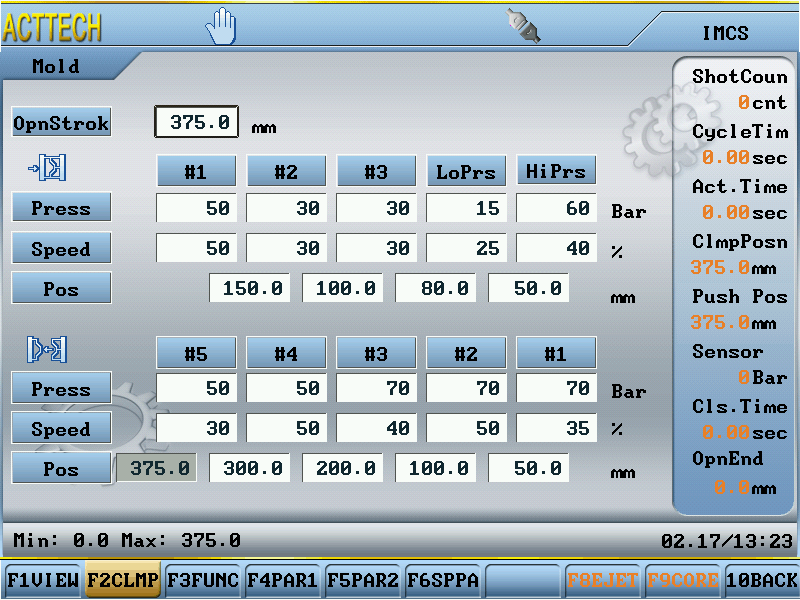 ACTTECH
IMCS
Mold
OpnStrok 375.0 mm
#1 #2 #3 LoPrs HiPrs
Press 50 30 30 15 60 Bar
Speed 50 30 30 25 40 %
Pos 150.0 100.0 80.0 50.0 mm
#5 #4 #3 #2 #1
Press 50 50 70 70 70 Bar
Speed 30 50 40 50 35 %
Pos 375.0 300.0 200.0 100.0 50.0 mm
ShotCoun
0cnt
CycleTim
0.00sec
Act.Time
0.00sec
ClmpPosn
375.0mm
Push Pos
375.0mm
Sensor
0Bar
Cls.Time
0.00sec
OpnEnd
0.0mm
Min: 0.0 Max: 375.0
02.17/13:23
F1VIEW F2CLMP F3FUNC F4PAR1 F5PAR2 F6SPPA F8EJET F9CORE 10BACK